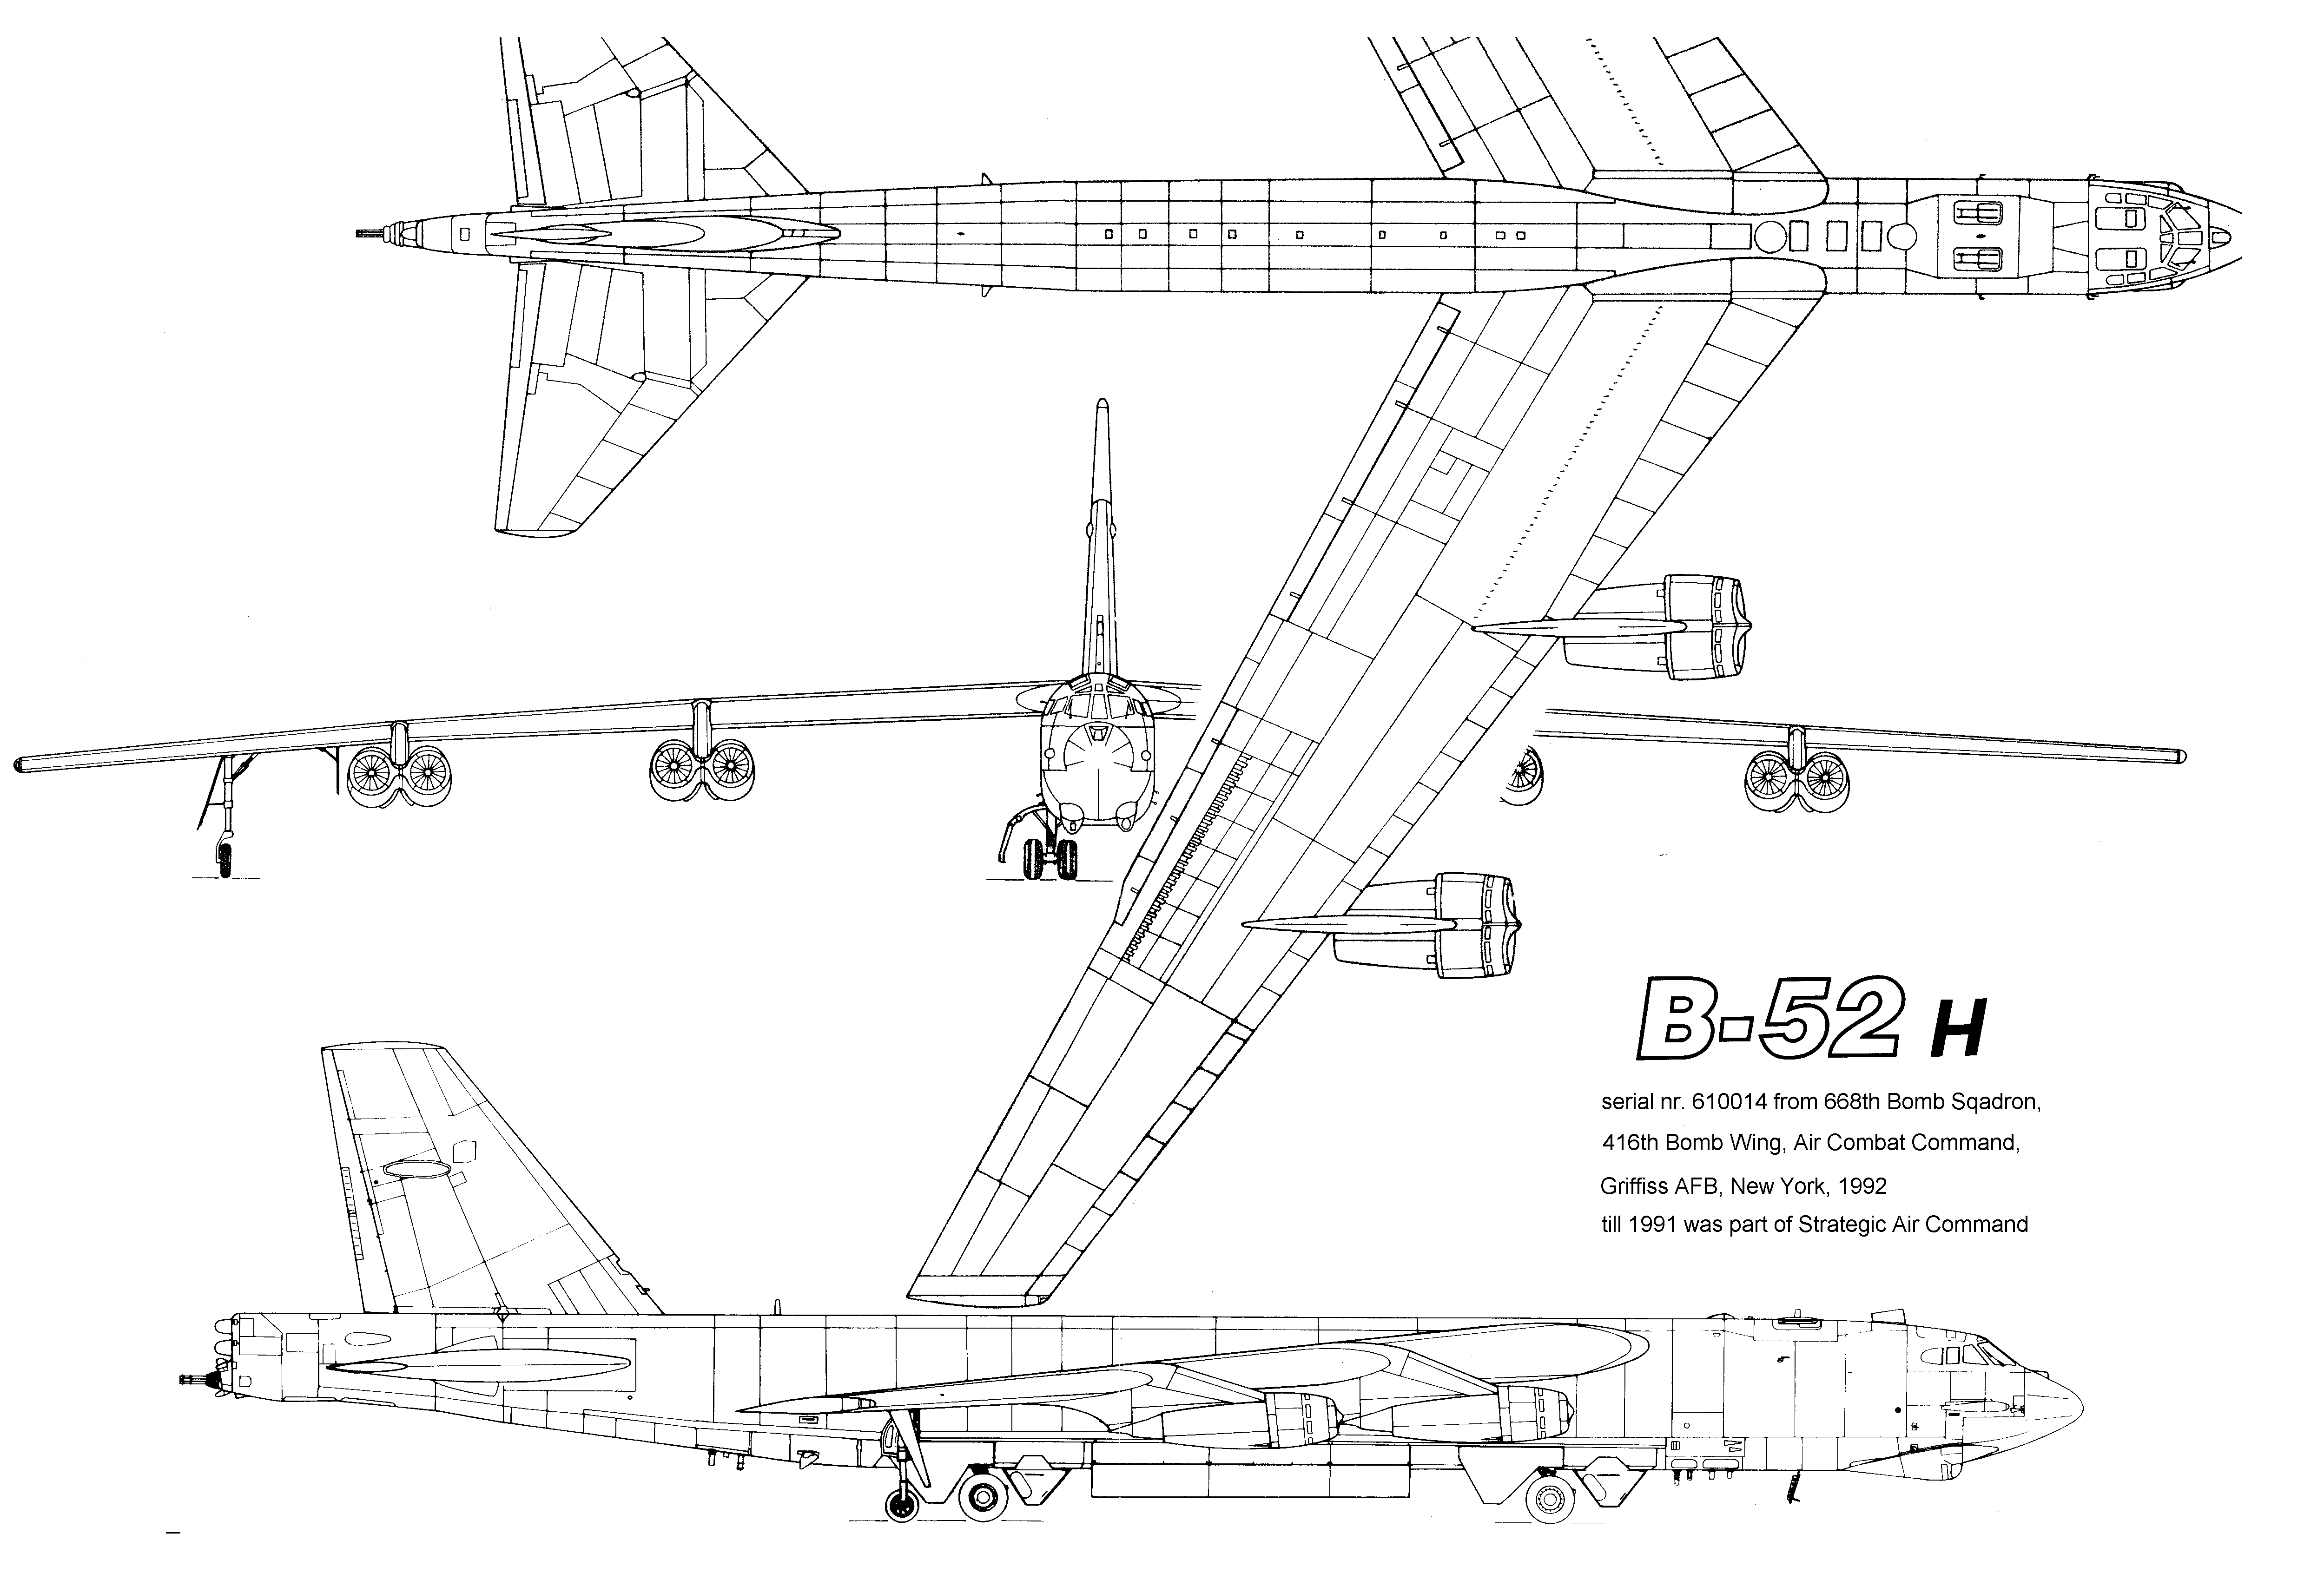 B-52 H
serial nr. 610014 from 668th Bomb Sqadron,
416th Bomb Wing, Air Combat Command,
Griffiss AFB, New York, 1992
till 1991 was part of Strategic Air Command